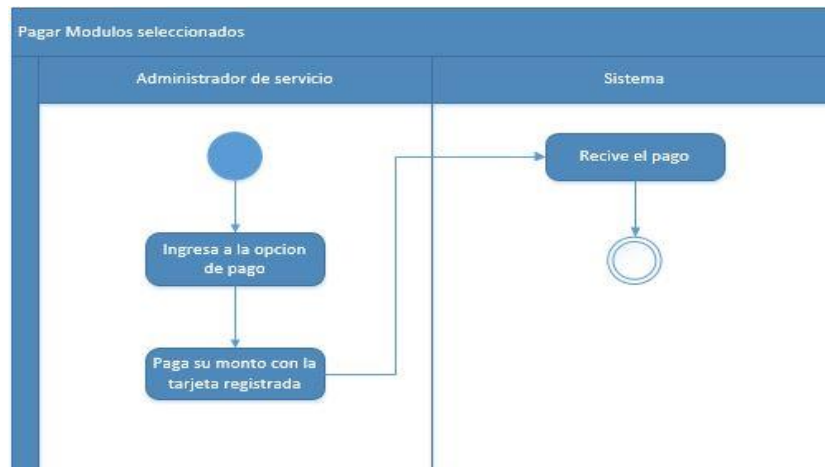 Pagar Modulos seleccionados
Administrador de servicio
Sistema
Ingresa a la opcion
de pago
Paga su monto con la
tarjeta registrada
Recive el pago